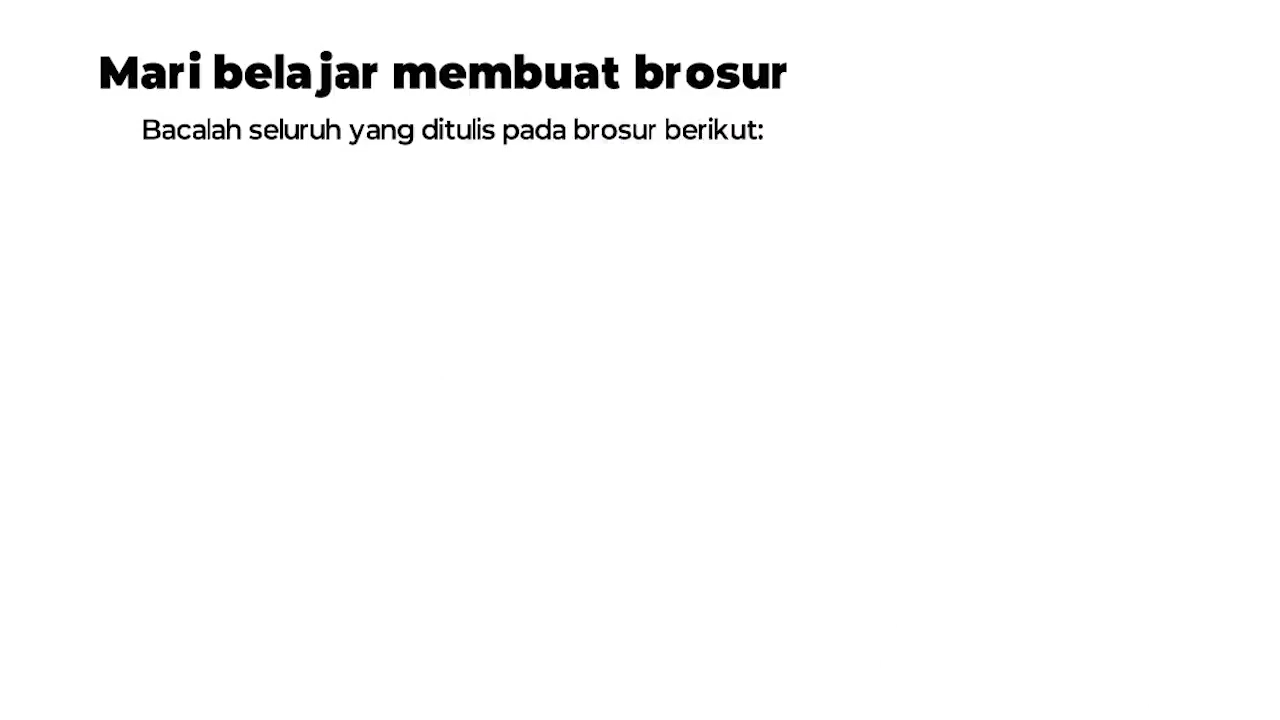 Mari belajar membuat brosur
Bacalah seluruh yang ditulis pada brosur berikut: